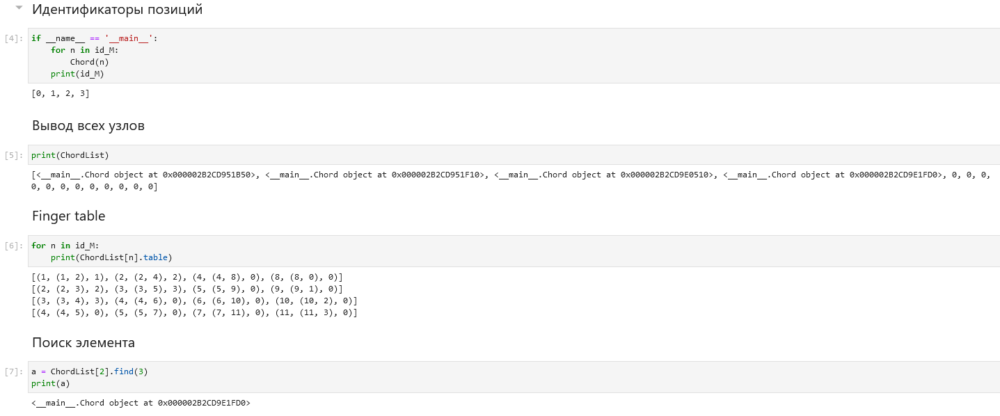 Идентификаторы позиций
[4]: if __name__ == '__main__':
    for n in id_M:
        Chord(n)
    print(id_M)
[0, 1, 2, 3]
Вывод всех узлов
[5]: print(ChordList)
[<__main__.Chord object at 0x000002B2CD951B50>, <__main__.Chord object at 0x000002B2CD951F10>, <__main__.Chord object at 0x000002B2CD9E0510>, <__main__.Chord object at 0x000002B2CD9E1FD0>, 0, 0, 0,
0, 0, 0, 0, 0, 0, 0, 0, 0]
Finger table
[6]: for n in id_M:
    print(ChordList[n].table)
[(1, (1, 2), 1), (2, (2, 4), 2), (4, (4, 8), 0), (8, (8, 0), 0)]
[(2, (2, 3), 2), (3, (3, 5), 3), (5, (5, 9), 0), (9, (9, 1), 0)]
[(3, (3, 4), 3), (4, (4, 6), 0), (6, (6, 10), 0), (10, (10, 2), 0)]
[(4, (4, 5), 0), (5, (5, 7), 0), (7, (7, 11), 0), (11, (11, 3), 0)]
Поиск элемента
[7]: a = ChordList[2].find(3)
print(a)
<__main__.Chord object at 0x000002B2CD9E1FD0>